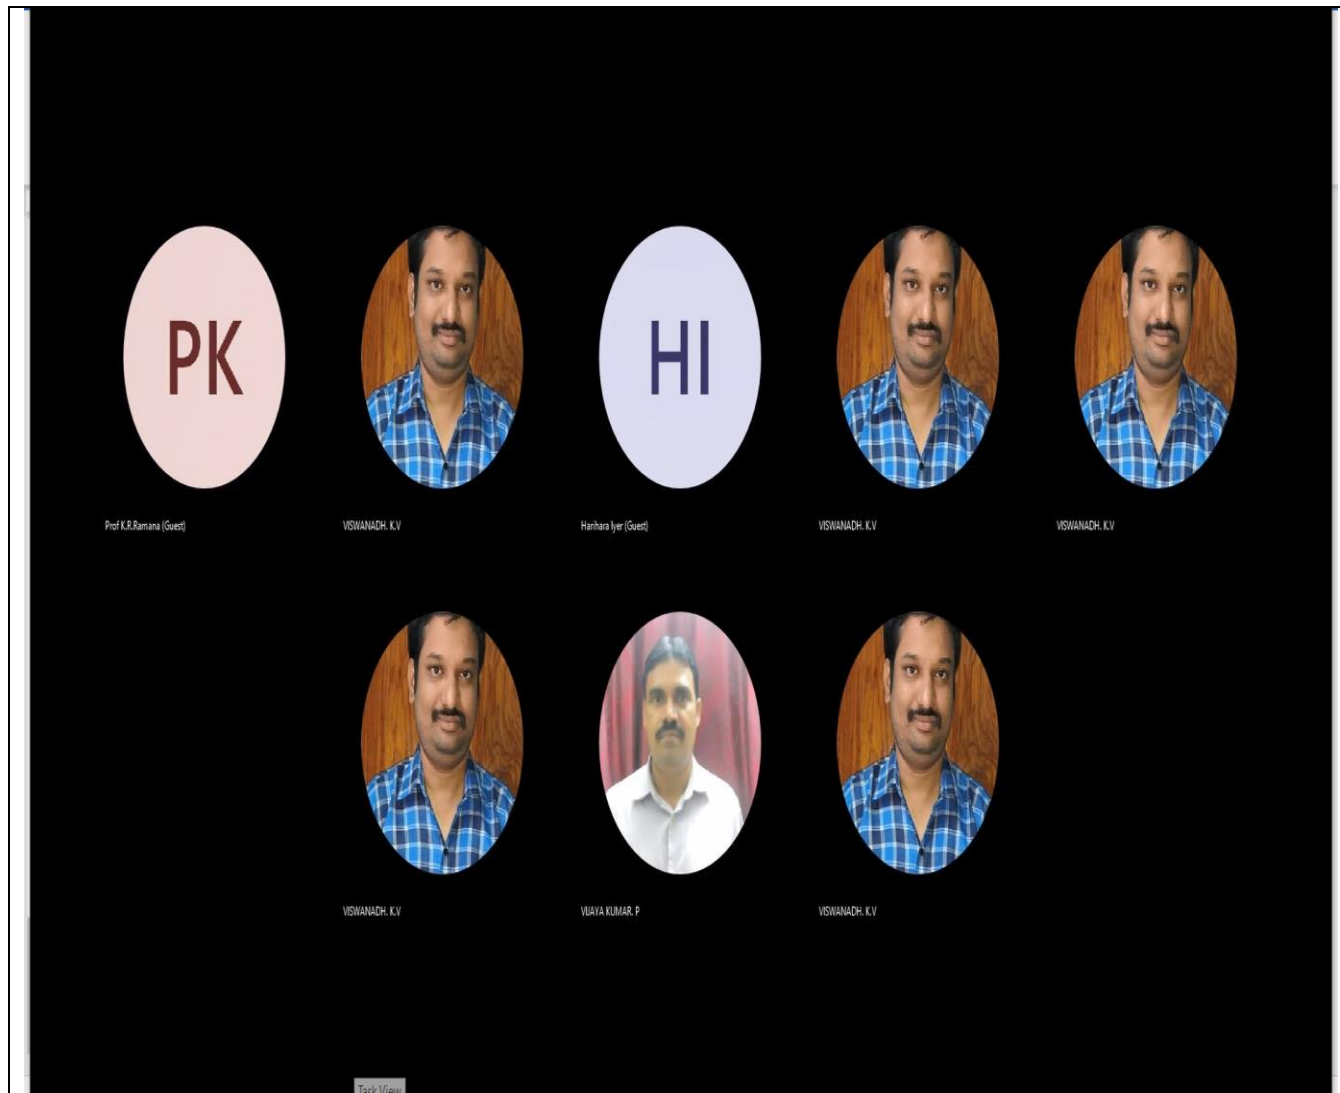 PK
HI
Prof K.R.Ramana (Guest)
VISWANADH. K.V
Harihara Iyer (Guest)
VISWANADH. K.V
VISWANADH. K.V
VISWANADH. K.V
VIJAYA KUMAR. P
VISWANADH. K.V
Task View